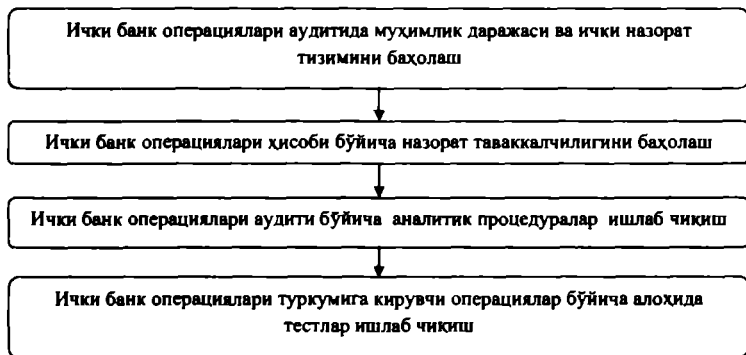 Ички банк операциялари аудитида муҳимлик даражаси ва ички назорат
тизимини баҳолаш
Ички банк операциялари ҳисоби бўйича назорат таваккалчилигини баҳолаш
Ички банк операциялари аудити бўйича аналитик процедуралар ишлаб чиқиш
Ички банк операциялари туркумига кирувчи операциялар бўйича алоҳида
тестлар ишлаб чиқиш